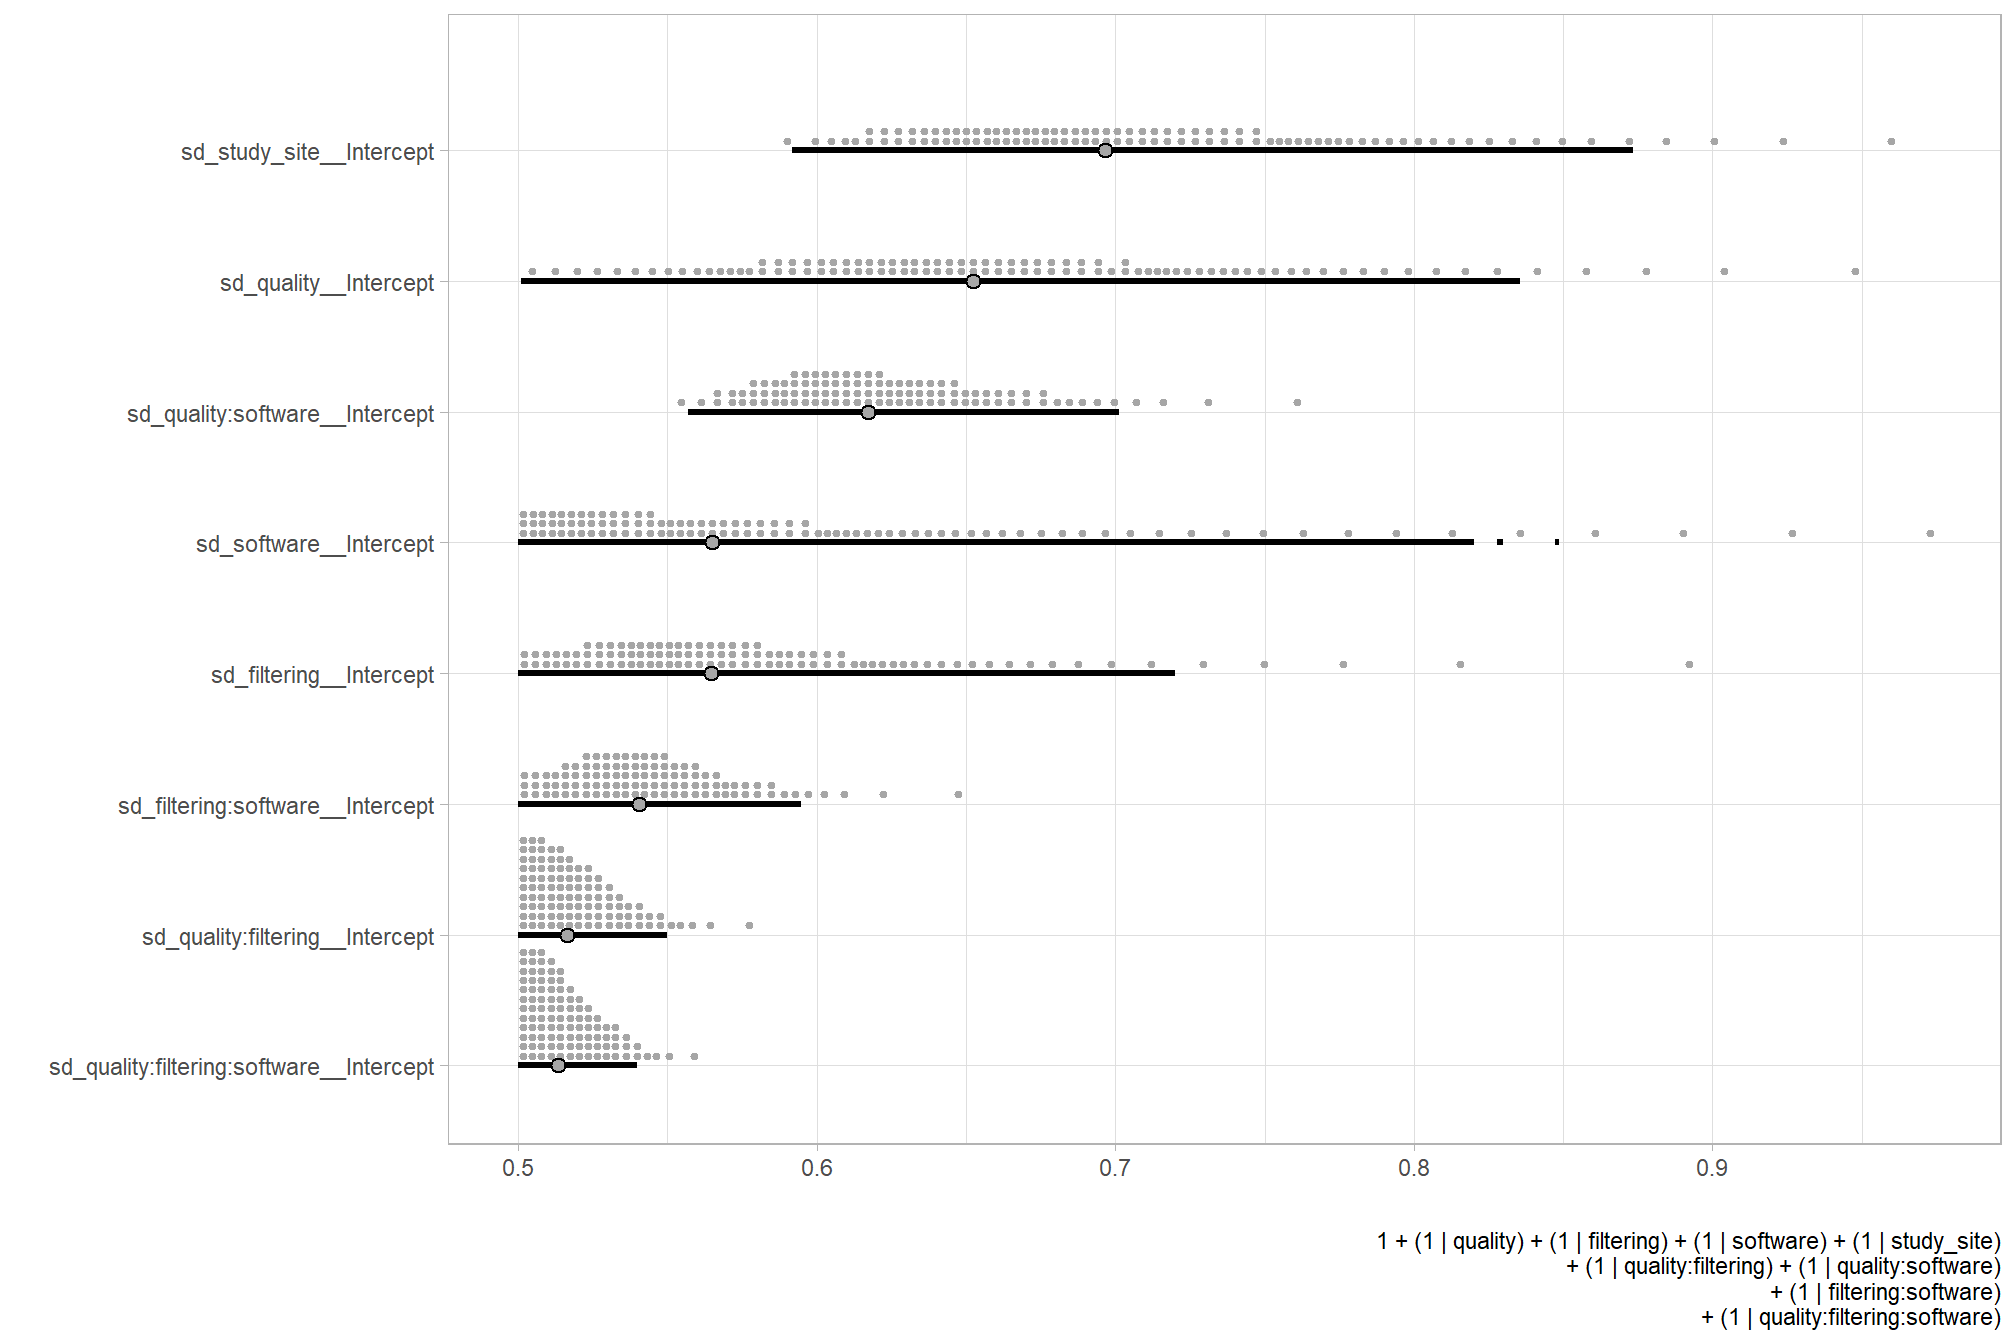 sd_study_site__Intercept
sd_quality__Intercept
sd_quality:software__Intercept
sd_software__Intercept
sd_filtering__Intercept
sd_filtering:software__Intercept
sd_quality:filtering__Intercept
sd_quality:filtering:software__Intercept
0.5 0.6 0.7 0.8 0.9
1 + (1 | quality) + (1 | filtering) + (1 | software) + (1 | study_site)
+ (1 | quality:filtering) + (1 | quality:software)
+ (1 | filtering:software)
+ (1 | quality:filtering:software)